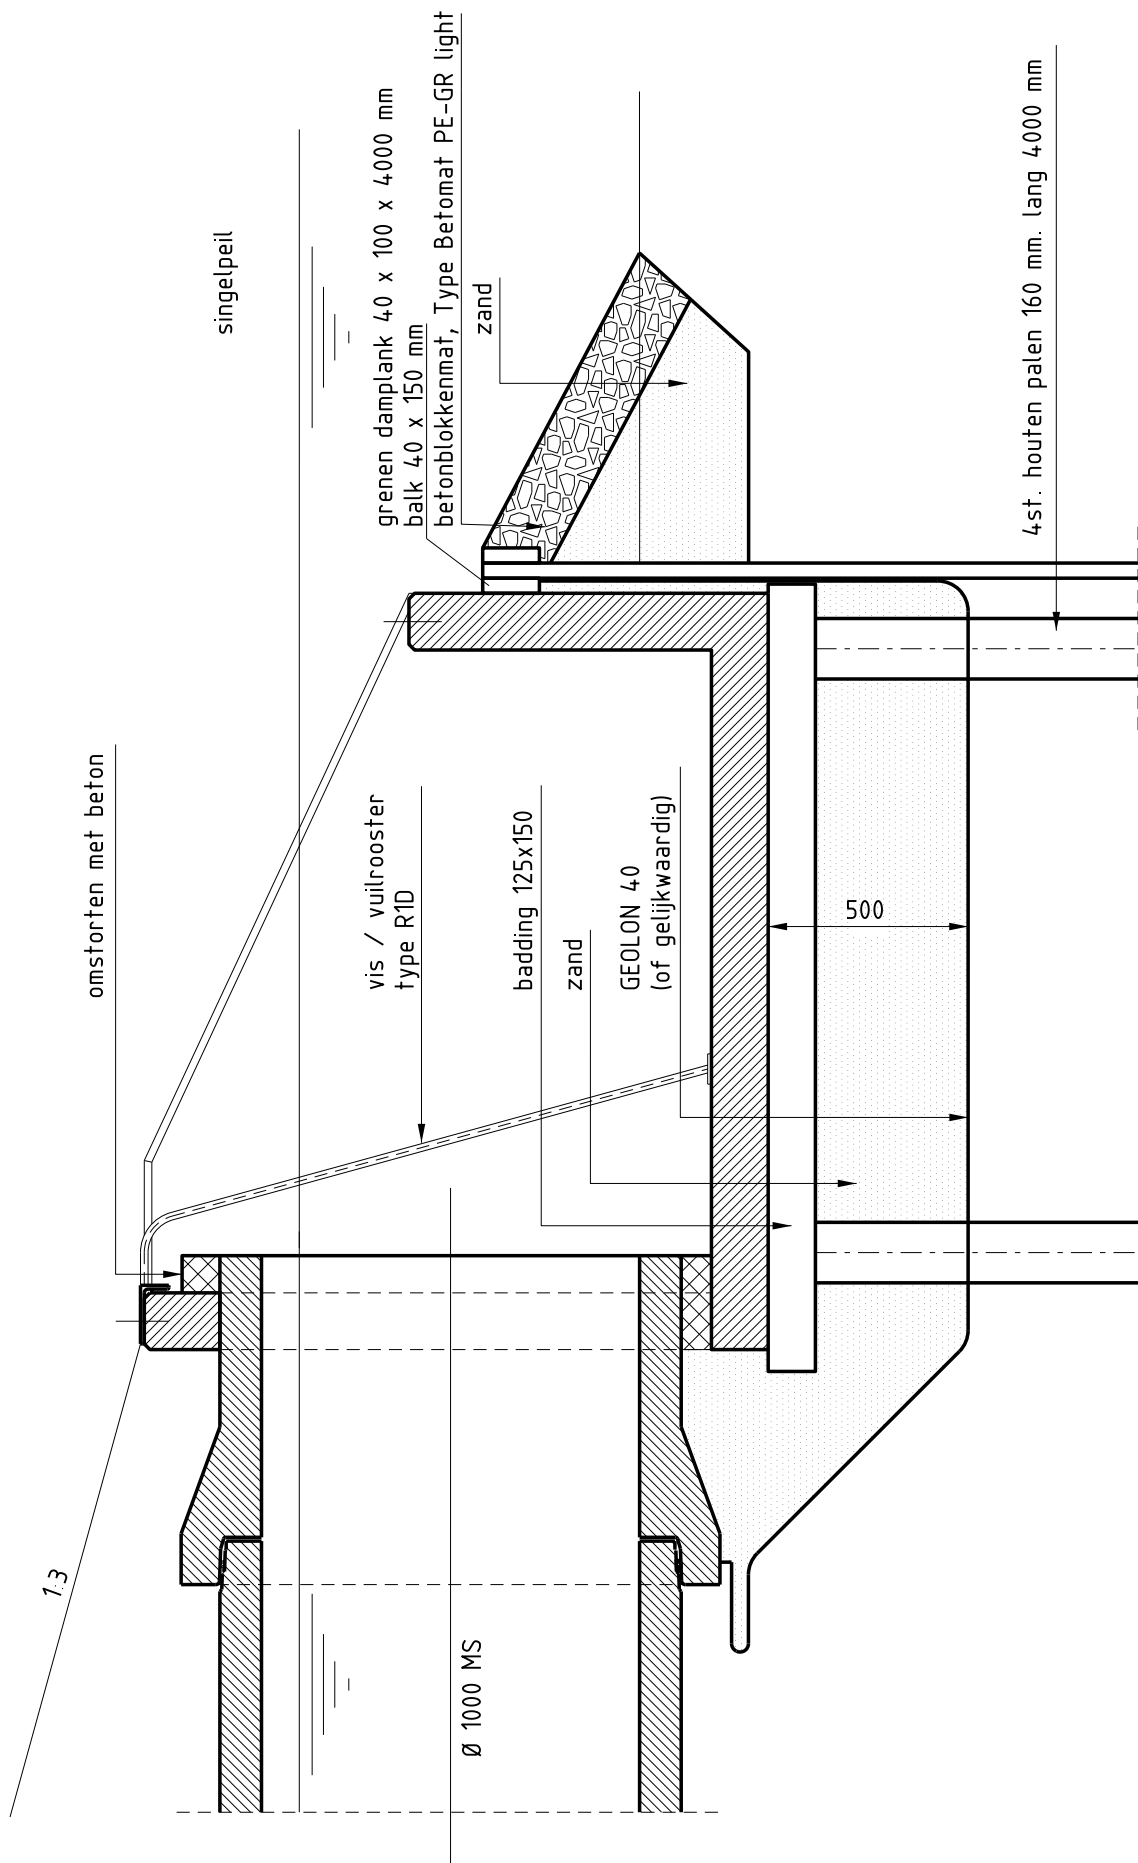 1:3
omstorten met beton
singelpeil
grenen damplank 40 x 100 x 4000 mm
balk 40 x 150 mm
betonblokkenmat, Type Betomat PE-GR light
zand
vis / vuilrooster
type R1D
badding 125x150
zand
GEOLON 40
(of gelijkwaardig)
500
Ø 1000 MS
4st. houten palen 160 mm. lang 4000 mm